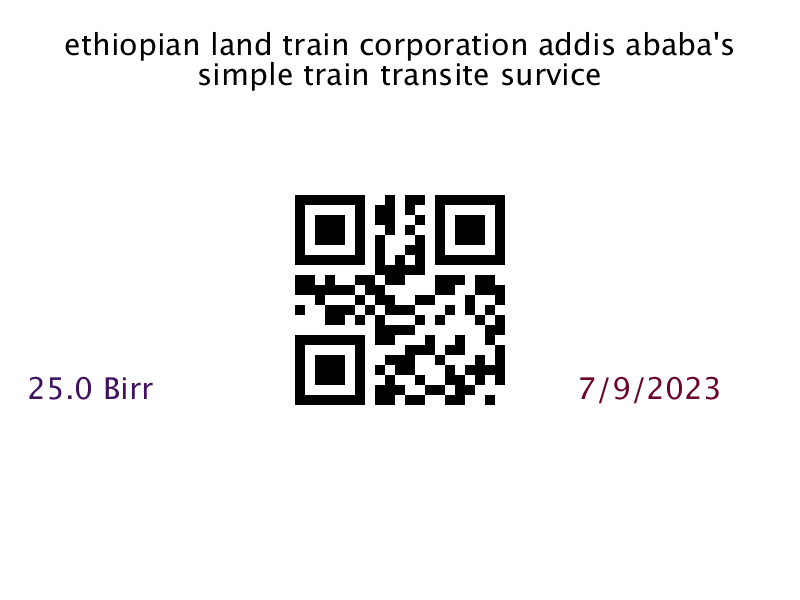 ethiopian land train corporation addis ababa's
simple train transite survice
25.0 Birr
7/9/2023